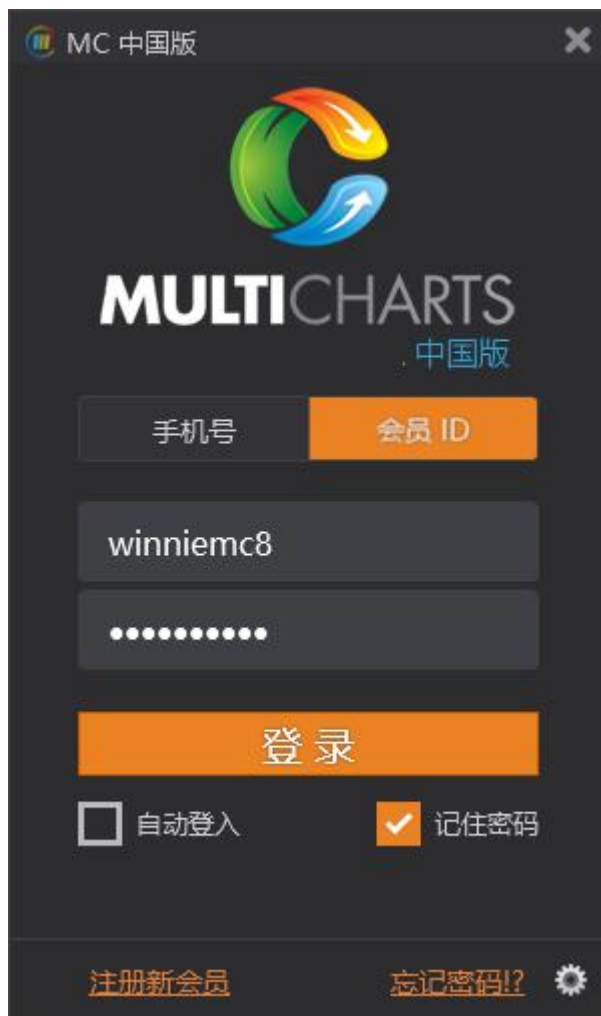 MC 中国版
MULTICHARTS
.中国版
手机号 会员 ID
winniemc8
••••••••••
登录
自动登入 记住密码
注册新会员 忘记密码!?